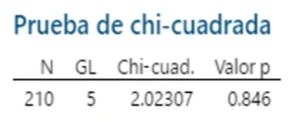 Prueba de chi-cuadrada
N GL Chi-cuad. Valor p
210 5 2.02307 0.846